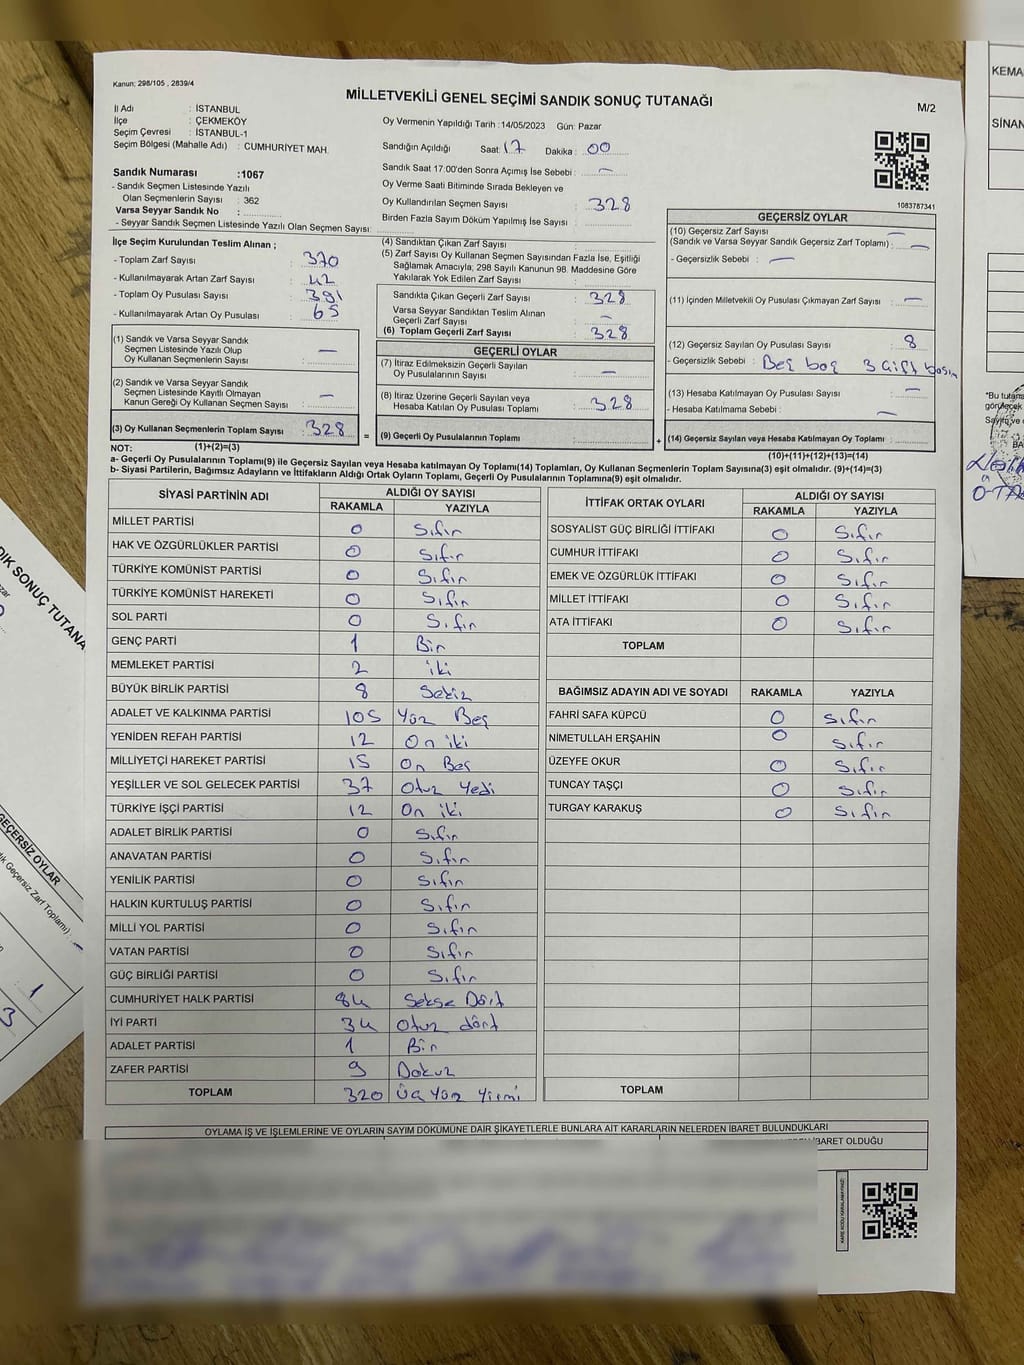 Kanun; 298/105 , 2839/4
MİLLETVEKİLİ GENEL SEÇİMİ SANDIK SONUÇ TUTANAĞI
M/2
İl Adı : İSTANBUL
İlçe : ÇEKMEKÖY
Seçim Çevresi : İSTANBUL-1
Seçim Bölgesi (Mahalle Adı) : CUMHURİYET MAH.
Oy Vermenin Yapıldığı Tarih :14/05/2023 Gün: Pazar
Sandığın Açıldığı Saat: 17 Dakika : 00
Sandık Saat 17:00'den Sonra Açımış İse Sebebi : —
Oy Verme Saati Bitiminde Sırada Bekleyen ve
Oy Kullandırılan Seçmen Sayısı : 328
Birden Fazla Sayım Döküm Yapılmış İse Sayısı :
1083787341
Sandık Numarası :1067
- Sandık Seçmen Listesinde Yazılı
Olan Seçmenlerin Sayısı : 362
Varsa Seyyar Sandık No :
- Seyyar Sandık Seçmen Listesinde Yazılı Olan Seçmen Sayısı:
İlçe Seçim Kurulundan Teslim Alınan ;
- Toplam Zarf Sayısı : 370
- Kullanılmayarak Artan Zarf Sayısı : 42
- Toplam Oy Pusulası Sayısı : 391
- Kullanılmayarak Artan Oy Pusulası : 65
(1) Sandık ve Varsa Seyyar Sandık
Seçmen Listesinde Yazılı Olup
Oy Kullanan Seçmenlerin Sayısı : —
(2) Sandık ve Varsa Seyyar Sandık
Seçmen Listesinde Kayıtlı Olmayan
Kanun Gereği Oy Kullanan Seçmen Sayısı : —
(3) Oy Kullanan Seçmenlerin Toplam Sayısı : 328
(1)+(2)=(3)
(4) Sandıktan Çıkan Zarf Sayısı :
(5) Zarf Sayısı Oy Kullanan Seçmen Sayısından Fazla İse, Eşitliği
Sağlamak Amacıyla; 298 Sayılı Kanunun 98. Maddesine Göre
Yakılarak Yok Edilen Zarf Sayısı :
Sandıkta Çıkan Geçerli Zarf Sayısı : 328
Varsa Seyyar Sandıktan Teslim Alınan
Geçerli Zarf Sayısı : —
(6) Toplam Geçerli Zarf Sayısı : 328
GEÇERLİ OYLAR
(7) İtiraz Edilmeksizin Geçerli Sayılan
Oy Pusulalarının Sayısı : —
(8) İtiraz Üzerine Geçerli Sayılan veya
Hesaba Katılan Oy Pusulası Toplamı : 328
= (9) Geçerli Oy Pusulalarının Toplamı :
GEÇERSİZ OYLAR
(10) Geçersiz Zarf Sayısı —
(Sandık ve Varsa Seyyar Sandık Geçersiz Zarf Toplamı) : —
- Geçersizlik Sebebi : —
(11) İçinden Milletvekili Oy Pusulası Çıkmayan Zarf Sayısı : —
(12) Geçersiz Sayılan Oy Pusulası Sayısı : 8
- Geçersizlik Sebebi : Beş boş 3 Çift basım
(13) Hesaba Katılmayan Oy Pusulası Sayısı : —
- Hesaba Katılmama Sebebi : —
+ (14) Geçersiz Sayılan veya Hesaba Katılmayan Oy Toplamı :
(10)+(11)+(12)+(13)=(14)
NOT:
a- Geçerli Oy Pusulalarının Toplamı(9) ile Geçersiz Sayılan veya Hesaba katılmayan Oy Toplamı(14) Toplamları, Oy Kullanan Seçmenlerin Toplam Sayısına(3) eşit olmalıdır. (9)+(14)=(3)
b- Siyasi Partilerin, Bağımsız Adayların ve İttifakların Aldığı Ortak Oyların Toplamı, Geçerli Oy Pusulalarının Toplamına(9) eşit olmalıdır.
SİYASİ PARTİNİN ADI ALDIĞI OY SAYISI
RAKAMLA YAZIYLA
MİLLET PARTİSİ 0 Sıfır
HAK VE ÖZGÜRLÜKLER PARTİSİ 0 Sıfır
TÜRKİYE KOMÜNİST PARTİSİ 0 Sıfır
TÜRKİYE KOMÜNİST HAREKETİ 0 Sıfır
SOL PARTİ 0 Sıfır
GENÇ PARTİ 1 Bir
MEMLEKET PARTİSİ 2 iki
BÜYÜK BİRLİK PARTİSİ 8 Sekiz
ADALET VE KALKINMA PARTİSİ 105 Yüz Beş
YENİDEN REFAH PARTİSİ 12 On iki
MİLLİYETÇİ HAREKET PARTİSİ 15 On Beş
YEŞİLLER VE SOL GELECEK PARTİSİ 37 Otuz Yedi
TÜRKİYE İŞÇİ PARTİSİ 12 On iki
ADALET BİRLİK PARTİSİ 0 Sıfır
ANAVATAN PARTİSİ 0 Sıfır
YENİLİK PARTİSİ 0 Sıfır
HALKIN KURTULUŞ PARTİSİ 0 Sıfır
MİLLİ YOL PARTİSİ 0 Sıfır
VATAN PARTİSİ 0 Sıfır
GÜÇ BİRLİĞİ PARTİSİ 0 Sıfır
CUMHURİYET HALK PARTİSİ 84 Sekse Dört
İYİ PARTİ 34 Otuz dört
ADALET PARTİSİ 1 Bir
ZAFER PARTİSİ 9 Dokuz
TOPLAM 320 Üç Yüz Yirmi
İTTİFAK ORTAK OYLARI ALDIĞI OY SAYISI
RAKAMLA YAZIYLA
SOSYALİST GÜÇ BİRLİĞİ İTTİFAKI 0 Sıfır
CUMHUR İTTİFAKI 0 Sıfır
EMEK VE ÖZGÜRLÜK İTTİFAKI 0 Sıfır
MİLLET İTTİFAKI 0 Sıfır
ATA İTTİFAKI 0 Sıfır
TOPLAM
BAĞIMSIZ ADAYIN ADI VE SOYADI RAKAMLA YAZIYLA
FAHRİ SAFA KÜPCÜ 0 Sıfır
NİMETULLAH ERŞAHİN 0 Sıfır
ÜZEYFE OKUR 0 Sıfır
TUNCAY TAŞÇI 0 Sıfır
TURGAY KARAKUŞ 0 Sıfır
TOPLAM
OYLAMA İŞ VE İŞLEMLERİNE VE OYLARIN SAYIM DÖKÜMÜNE DAİR ŞİKAYETLERLE BUNLARA AİT KARARLARIN NELERDEN İBARET BULUNDUKLARI
İBARET OLDUĞU
KARE KODU KARALAMAYINIZ!
KEMA
SİNAN
"Bu tutana
görülecek
Sayım ve
BA
DIK SONUÇ TUTANA
GEÇERSİZ OYLAR
Geçersiz Zarf Toplamı) :
1
3